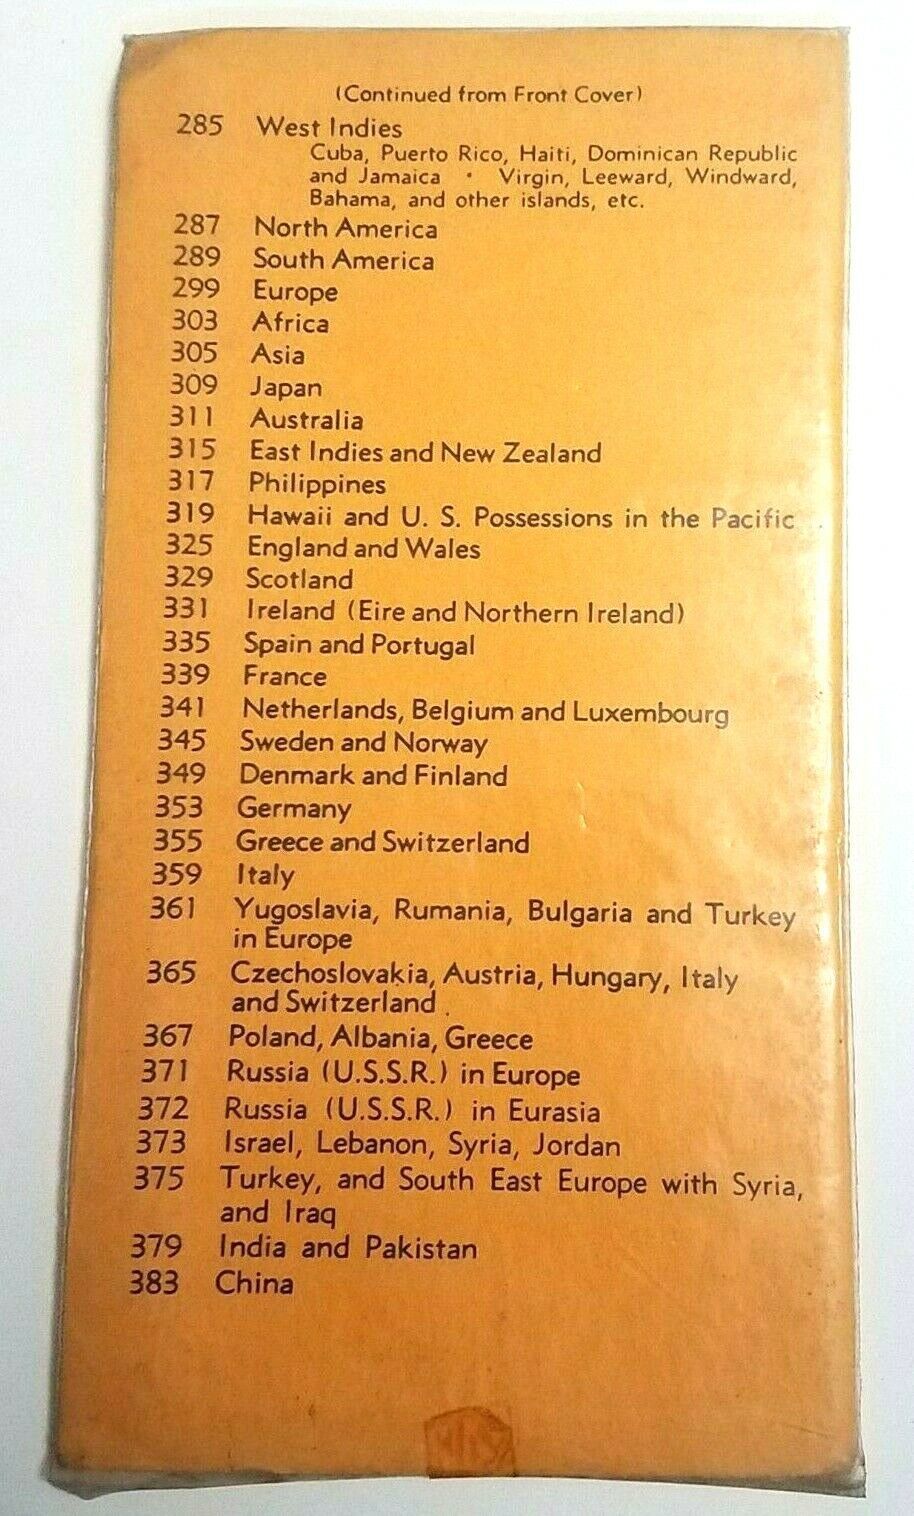 (Continued from Front Cover)
285 West Indies
Cuba, Puerto Rico, Haiti, Dominican Republic
and Jamaica • Virgin, Leeward, Windward,
Bahama, and other islands, etc.
287 North America
289 South America
299 Europe
303 Africa
305 Asia
309 Japan
311 Australia
315 East Indies and New Zealand
317 Philippines
319 Hawaii and U. S. Possessions in the Pacific
325 England and Wales
329 Scotland
331 Ireland (Eire and Northern Ireland)
335 Spain and Portugal
339 France
341 Netherlands, Belgium and Luxembourg
345 Sweden and Norway
349 Denmark and Finland
353 Germany
355 Greece and Switzerland
359 Italy
361 Yugoslavia, Rumania, Bulgaria and Turkey
in Europe
365 Czechoslovakia, Austria, Hungary, Italy
and Switzerland
367 Poland, Albania, Greece
371 Russia (U.S.S.R.) in Europe
372 Russia (U.S.S.R.) in Eurasia
373 Israel, Lebanon, Syria, Jordan
375 Turkey, and South East Europe with Syria,
and Iraq
379 India and Pakistan
383 China